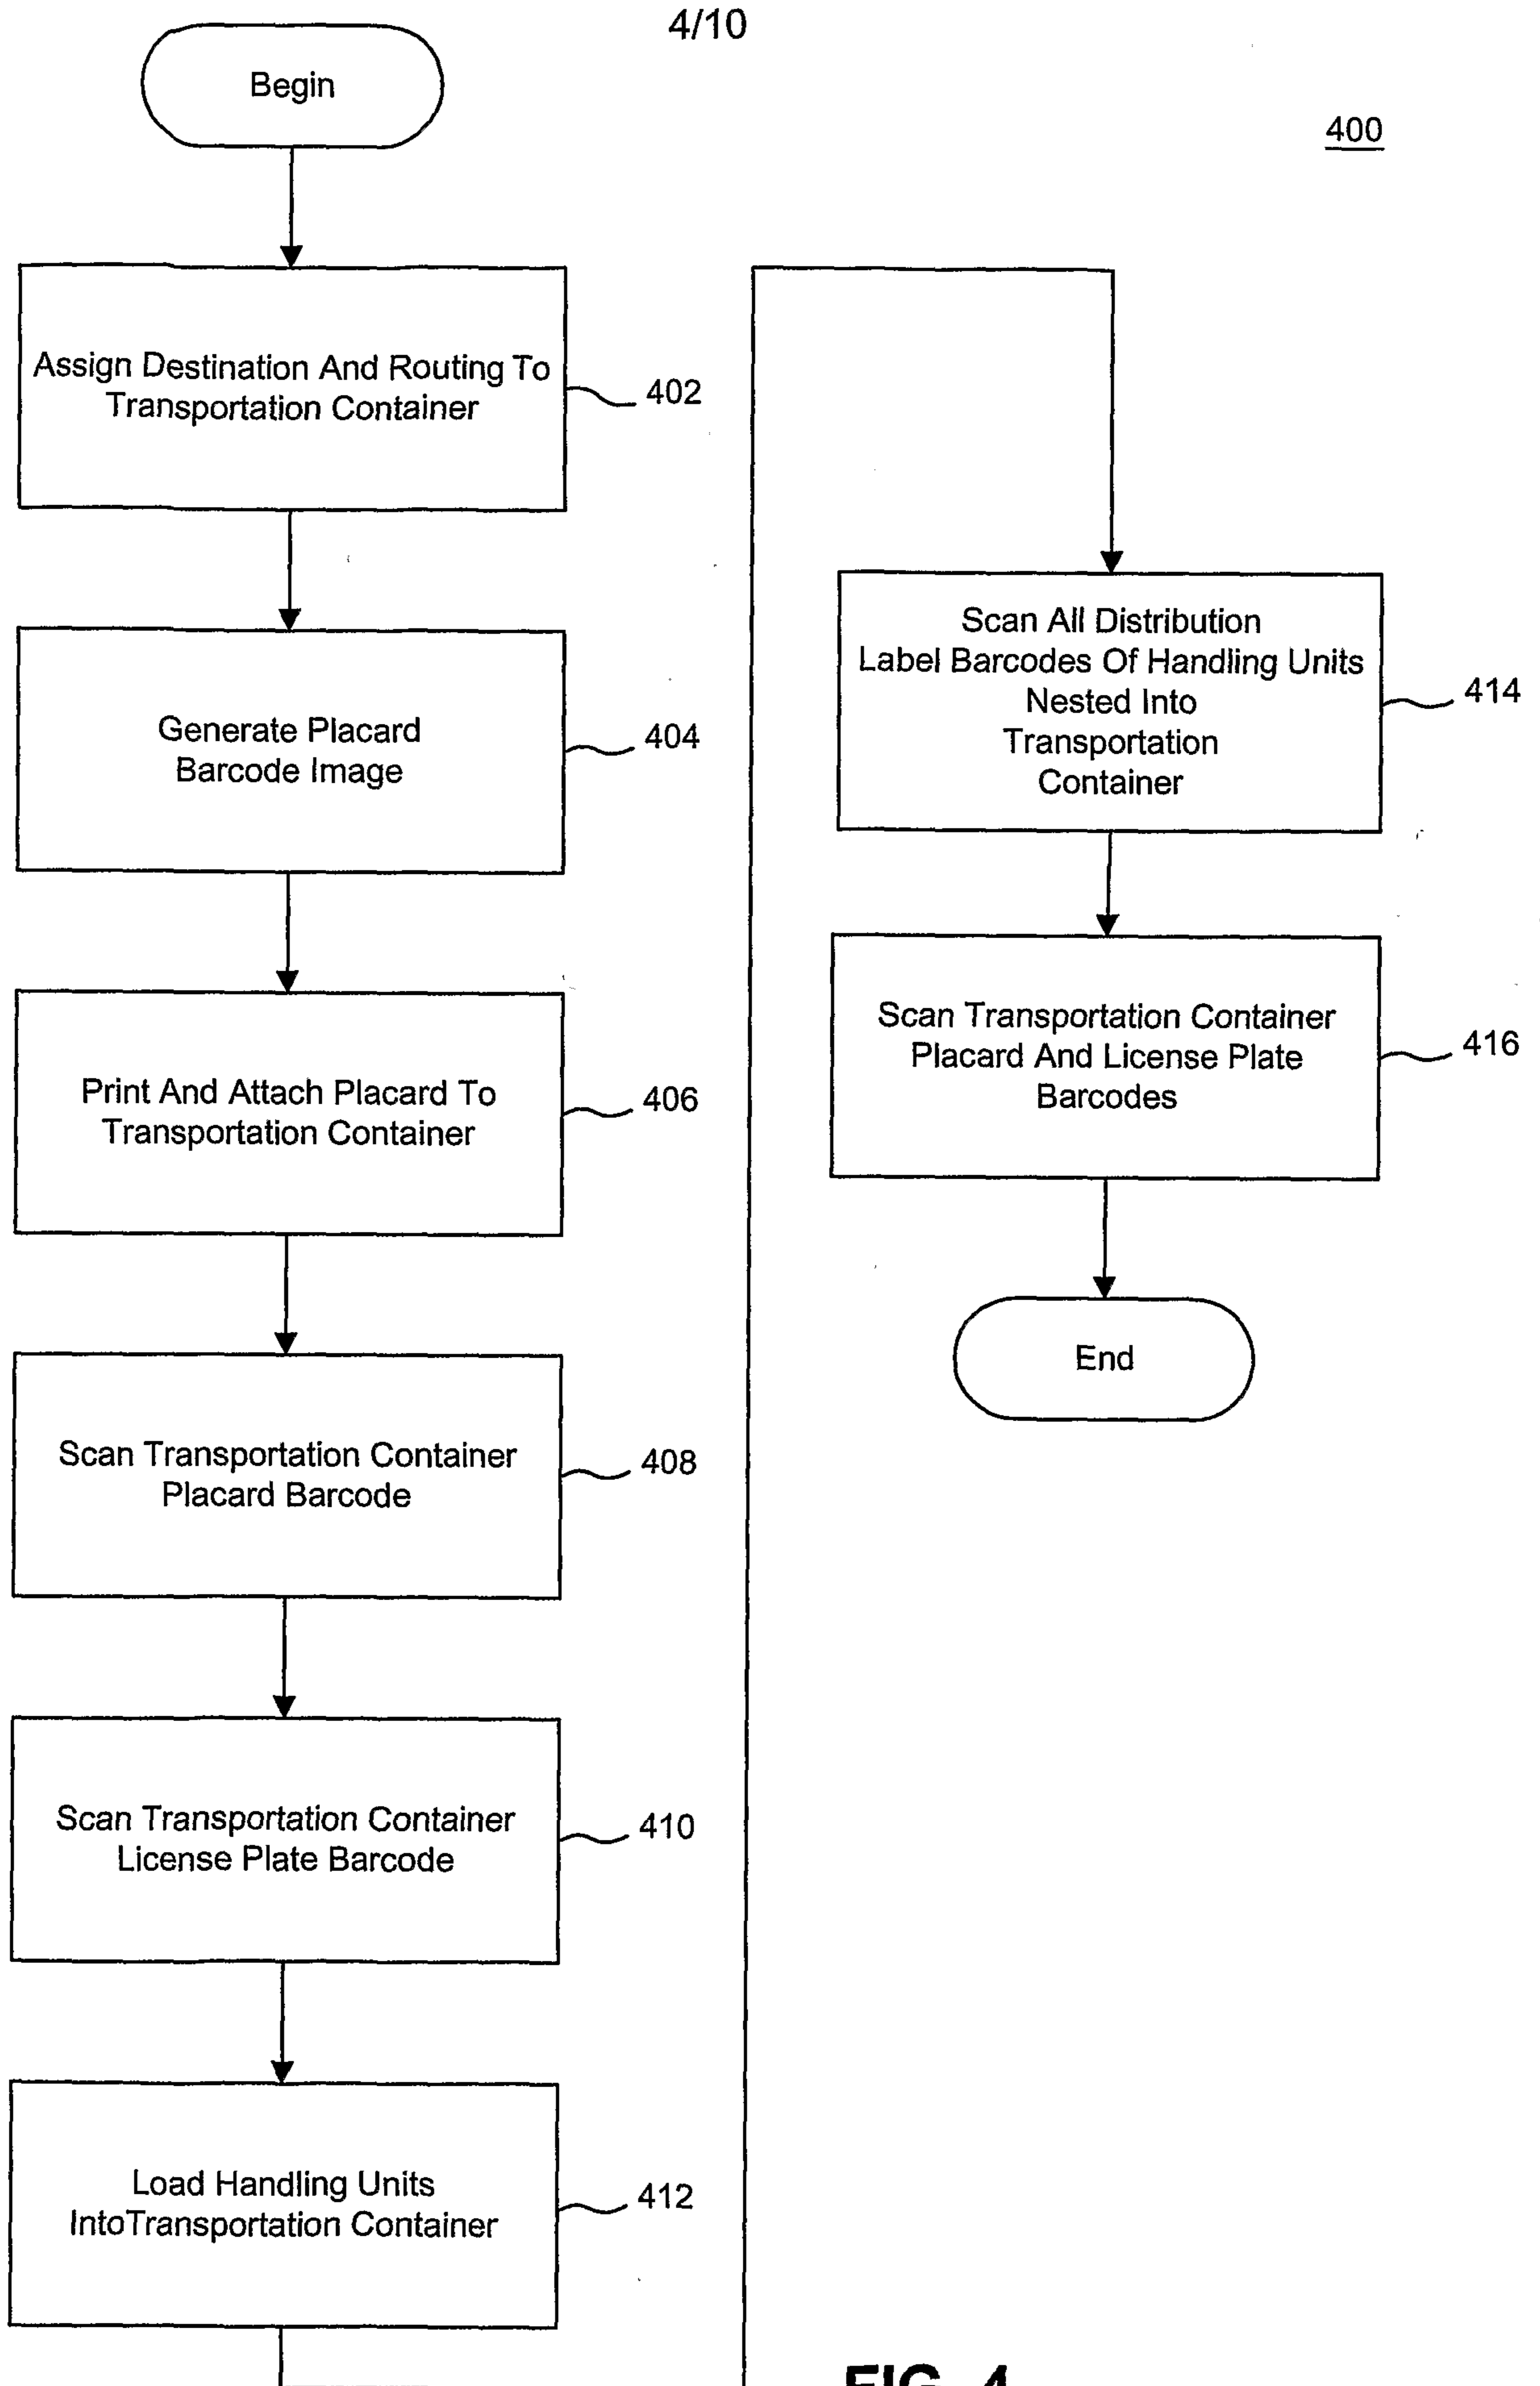 4/10
400
Begin
Assign Destination And Routing To
Transportation Container
402
Generate Placard
Barcode Image
404
Print And Attach Placard To
Transportation Container
406
Scan Transportation Container
Placard Barcode
408
Scan Transportation Container
License Plate Barcode
410
Load Handling Units
IntoTransportation Container
412
Scan All Distribution
Label Barcodes Of Handling Units
Nested Into
Transportation
Container
414
Scan Transportation Container
Placard And License Plate
Barcodes
416
End
FIG. 4